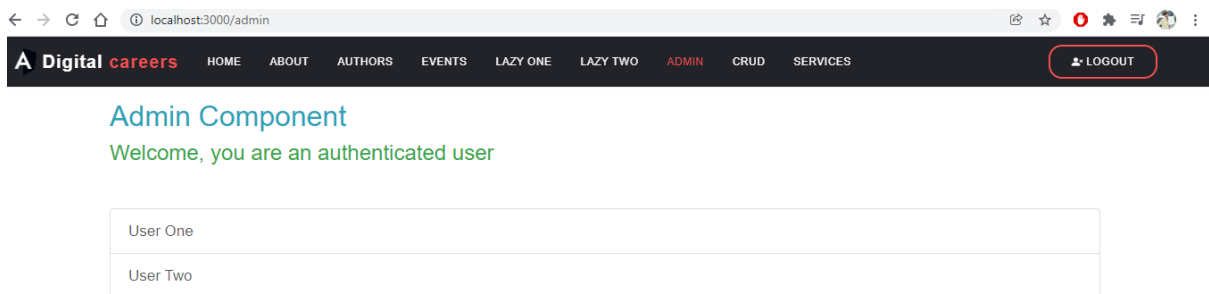 localhost:3000/admin
A Digital careers HOME ABOUT AUTHORS EVENTS LAZY ONE LAZY TWO ADMIN CRUD SERVICES LOGOUT
Admin Component
Welcome, you are an authenticated user
User One
User Two